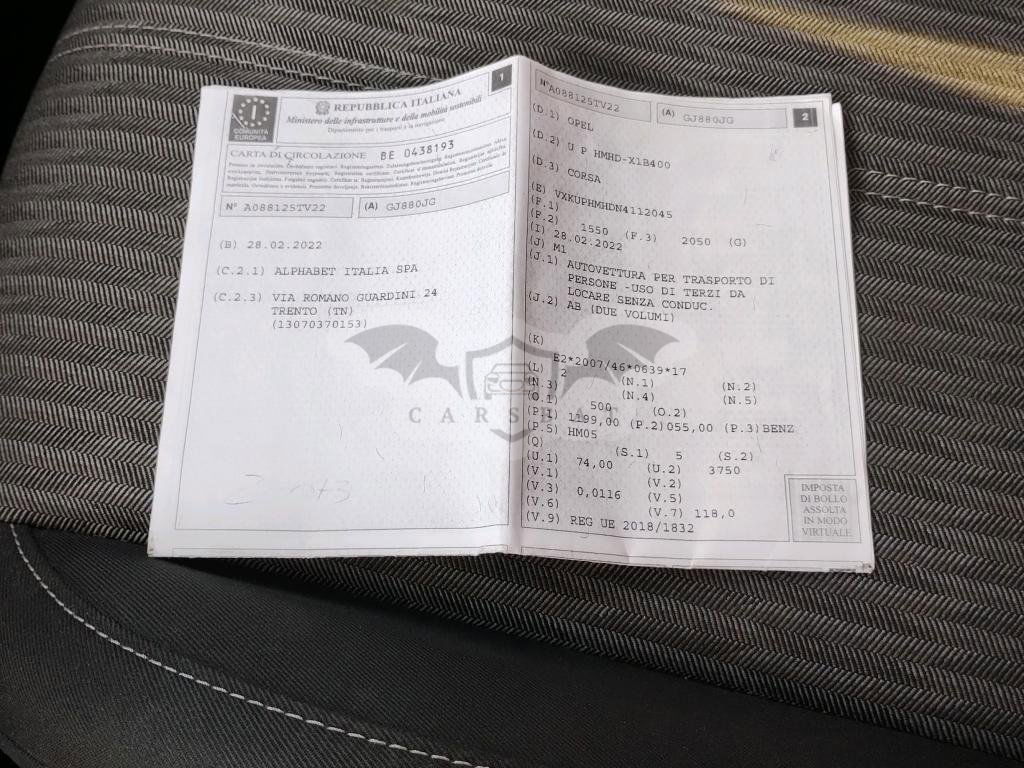 1
REPUBBLICA ITALIANA
Ministero delle infrastrutture e della mobilità sostenibili
Dipartimento per i trasporti e la navigazione
COMUNITÀ
EUROPEA
CARTA DI CIRCOLAZIONE BE 0438193
N° A088125TV22 (A) GJ880JG
(B) 28.02.2022
(C.2.1) ALPHABET ITALIA SPA
(C.2.3) VIA ROMANO GUARDINI 24
TRENTO (TN)
(13070370153)
N° A088125TV22 (A) GJ880JG 2
(D.1) OPEL
(D.2) U P HMHD-X1B400
(D.3) CORSA
(E) VXKUPHMHDN4112045
(F.1)
(F.2) 1550 (F.3) 2050 (G)
(I) 28.02.2022
(J) M1
(J.1) AUTOVETTURA PER TRASPORTO DI
PERSONE -USO DI TERZI DA
LOCARE SENZA CONDUC.
(J.2) AB (DUE VOLUMI)
(K) E2*2007/46*0639*17
(L) 2 (N.1) (N.2)
(N.3) (N.4) (N.5)
(O.1) 500 (O.2)
(P.1) 1199,00 (P.2) 055,00 (P.3) BENZ
(P.5) HM05
(Q) (S.1) 5 (S.2)
(U.1) 74,00 (U.2) 3750
(V.1) (V.2)
(V.3) 0,0116 (V.5)
(V.6) (V.7) 118,0
(V.9) REG UE 2018/1832
IMPOSTA
DI BOLLO
ASSOLTA
IN MODO
VIRTUALE